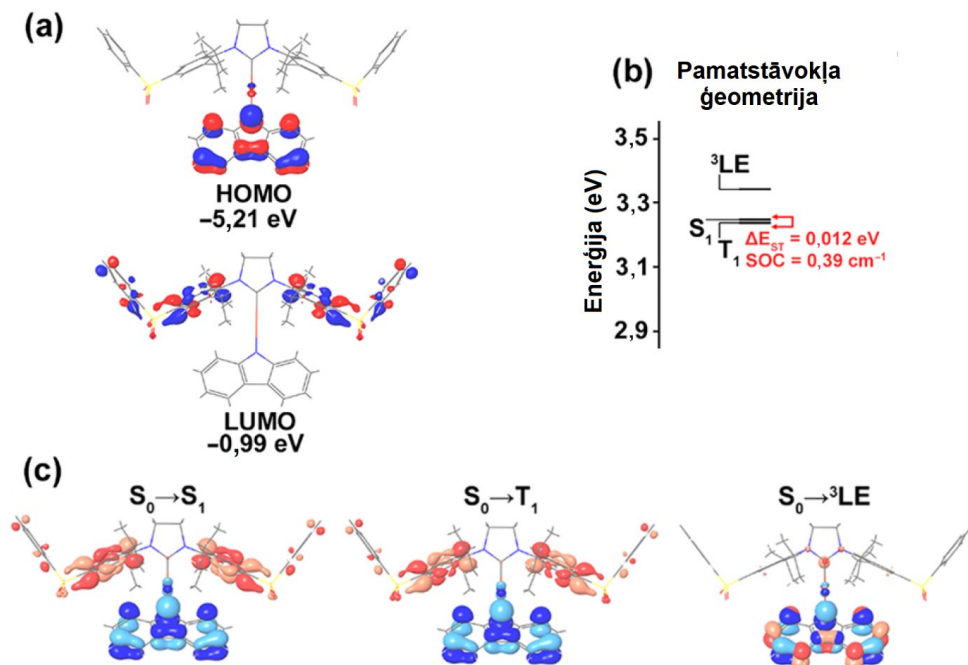 (a)
HOMO
–5,21 eV
LUMO
–0,99 eV
(b)
Pamatstāvokļa
ģeometrija
Enerģija (eV)
3,5
3,3
3,1
2,9
³LE
S₁
T₁
ΔE_ST = 0,012 eV
SOC = 0,39 cm⁻¹
(c)
S₀→S₁
S₀→T₁
S₀→³LE